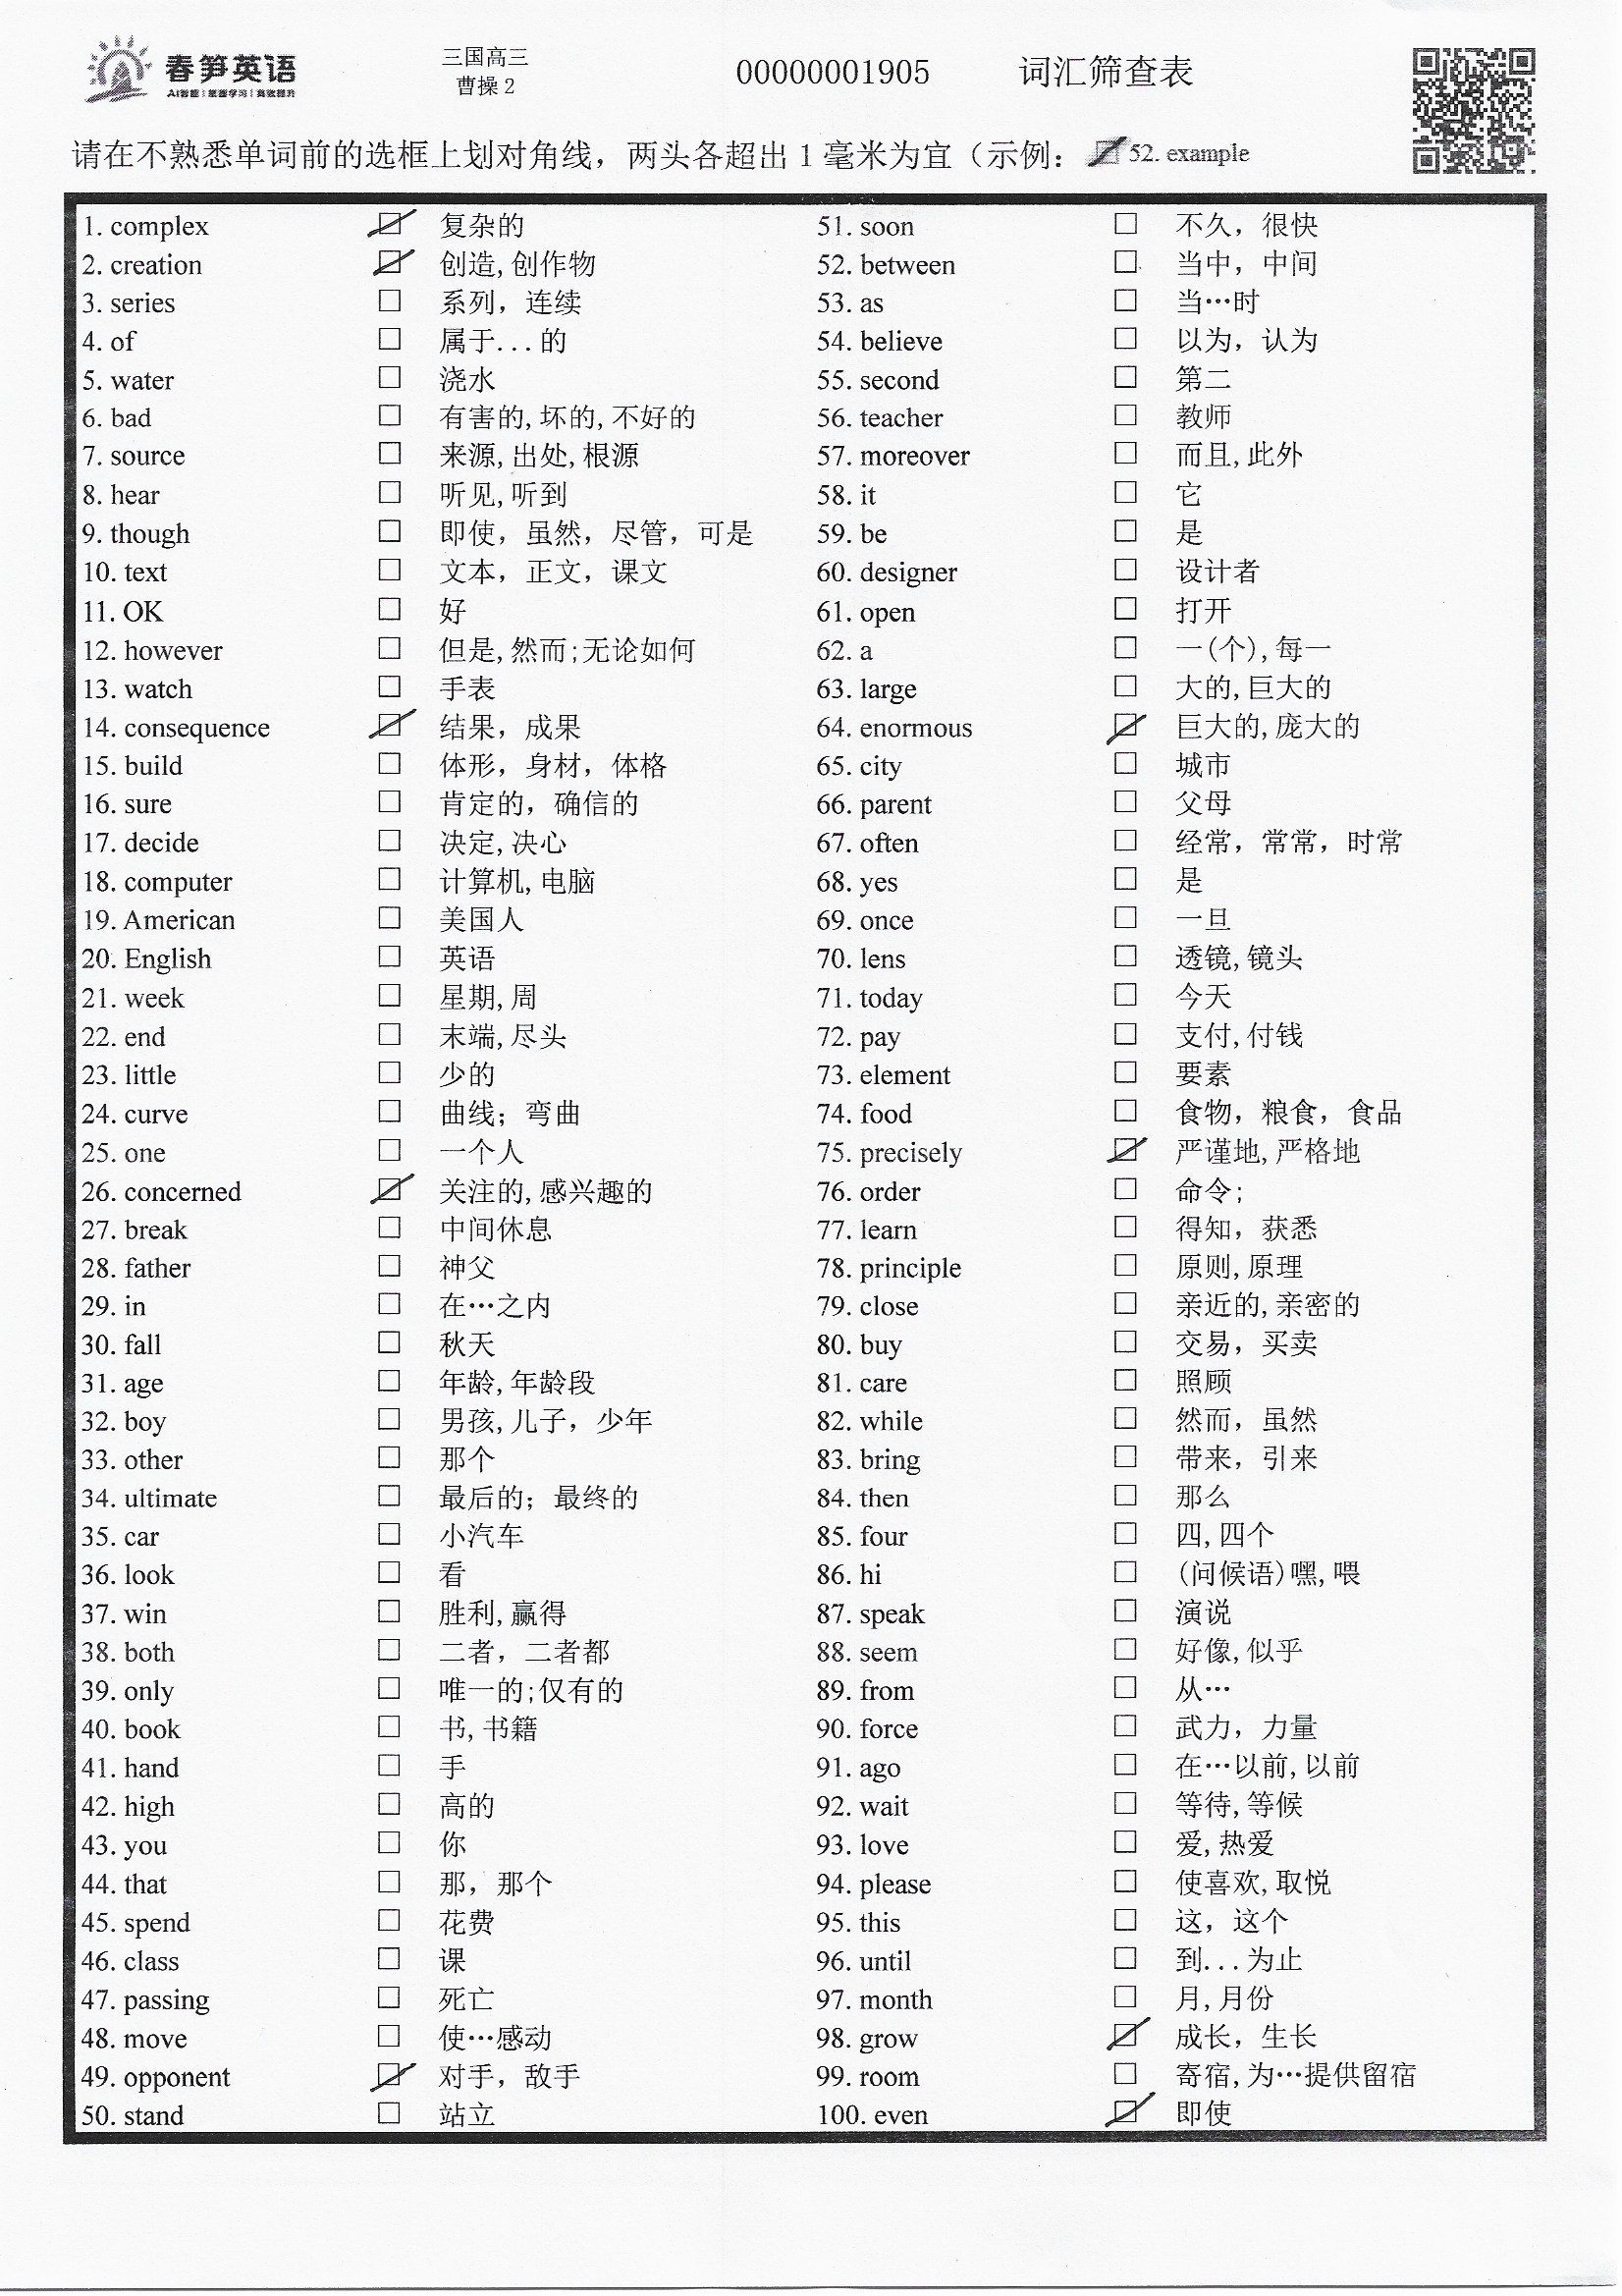 春笋英语
三国高三
曹操 2
00000001905
词汇筛查表
请在不熟悉单词前的选框上划对角线，两头各超出 1 毫米为宜（示例： 52. example
1. complex 复杂的
2. creation 创造,创作物
3. series 系列，连续
4. of 属于...的
5. water 浇水
6. bad 有害的,坏的,不好的
7. source 来源,出处,根源
8. hear 听见,听到
9. though 即使，虽然，尽管，可是
10. text 文本，正文，课文
11. OK 好
12. however 但是,然而;无论如何
13. watch 手表
14. consequence 结果，成果
15. build 体形，身材，体格
16. sure 肯定的，确信的
17. decide 决定,决心
18. computer 计算机,电脑
19. American 美国人
20. English 英语
21. week 星期,周
22. end 末端,尽头
23. little 少的
24. curve 曲线；弯曲
25. one 一个人
26. concerned 关注的,感兴趣的
27. break 中间休息
28. father 神父
29. in 在…之内
30. fall 秋天
31. age 年龄,年龄段
32. boy 男孩,儿子，少年
33. other 那个
34. ultimate 最后的；最终的
35. car 小汽车
36. look 看
37. win 胜利,赢得
38. both 二者，二者都
39. only 唯一的;仅有的
40. book 书,书籍
41. hand 手
42. high 高的
43. you 你
44. that 那，那个
45. spend 花费
46. class 课
47. passing 死亡
48. move 使…感动
49. opponent 对手，敌手
50. stand 站立
51. soon 不久，很快
52. between 当中，中间
53. as 当…时
54. believe 以为，认为
55. second 第二
56. teacher 教师
57. moreover 而且,此外
58. it 它
59. be 是
60. designer 设计者
61. open 打开
62. a 一(个),每一
63. large 大的,巨大的
64. enormous 巨大的,庞大的
65. city 城市
66. parent 父母
67. often 经常，常常，时常
68. yes 是
69. once 一旦
70. lens 透镜,镜头
71. today 今天
72. pay 支付,付钱
73. element 要素
74. food 食物，粮食，食品
75. precisely 严谨地,严格地
76. order 命令;
77. learn 得知，获悉
78. principle 原则,原理
79. close 亲近的,亲密的
80. buy 交易，买卖
81. care 照顾
82. while 然而，虽然
83. bring 带来，引来
84. then 那么
85. four 四,四个
86. hi (问候语)嘿,喂
87. speak 演说
88. seem 好像,似乎
89. from 从…
90. force 武力，力量
91. ago 在…以前,以前
92. wait 等待,等候
93. love 爱,热爱
94. please 使喜欢,取悦
95. this 这，这个
96. until 到...为止
97. month 月,月份
98. grow 成长，生长
99. room 寄宿,为…提供留宿
100. even 即使